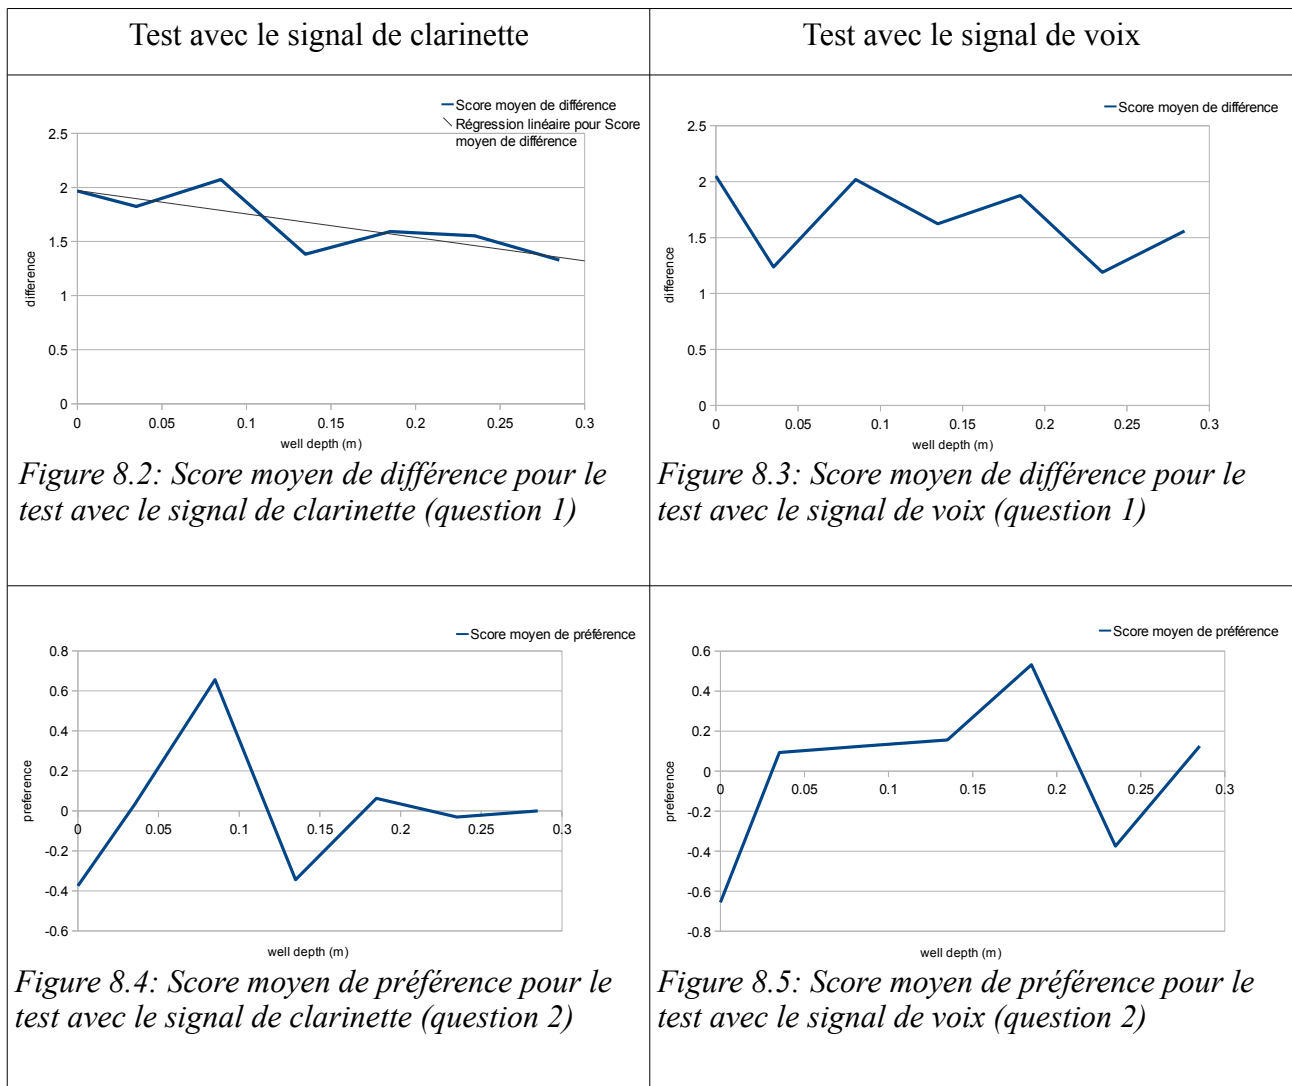 Test avec le signal de clarinette
Test avec le signal de voix
Score moyen de différence
Régression linéaire pour Score
moyen de différence
2.5
2
1.5
1
0.5
0
0 0.05 0.1 0.15 0.2 0.25 0.3
difference
well depth (m)
Figure 8.2: Score moyen de différence pour le
test avec le signal de clarinette (question 1)
Score moyen de différence
2.5
2
1.5
1
0.5
0
0 0.05 0.1 0.15 0.2 0.25 0.3
difference
well depth (m)
Figure 8.3: Score moyen de différence pour le
test avec le signal de voix (question 1)
Score moyen de préférence
0.8
0.6
0.4
0.2
0
-0.2
-0.4
-0.6
0 0.05 0.1 0.15 0.2 0.25 0.3
preference
well depth (m)
Figure 8.4: Score moyen de préférence pour le
test avec le signal de clarinette (question 2)
Score moyen de préférence
0.6
0.4
0.2
0
-0.2
-0.4
-0.6
-0.8
0 0.05 0.1 0.15 0.2 0.25 0.3
preference
well depth (m)
Figure 8.5: Score moyen de préférence pour le
test avec le signal de voix (question 2)